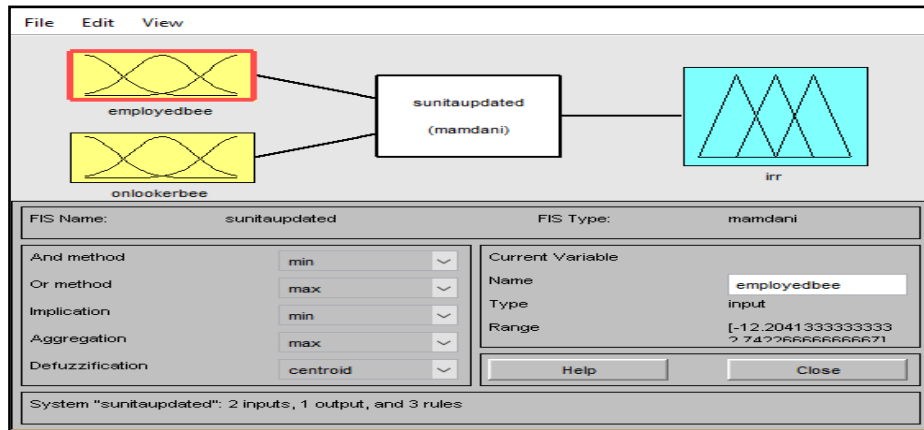 File Edit View
employedbee
onlookerbee
sunitaupdated
(mamdani)
irr
FIS Name: sunitaupdated FIS Type: mamdani
And method min
Or method max
Implication min
Aggregation max
Defuzzification centroid
Current Variable
Name employedbee
Type input
Range [-12.2041333333333
2.742266666666667]
Help Close
System "sunitaupdated": 2 inputs, 1 output, and 3 rules